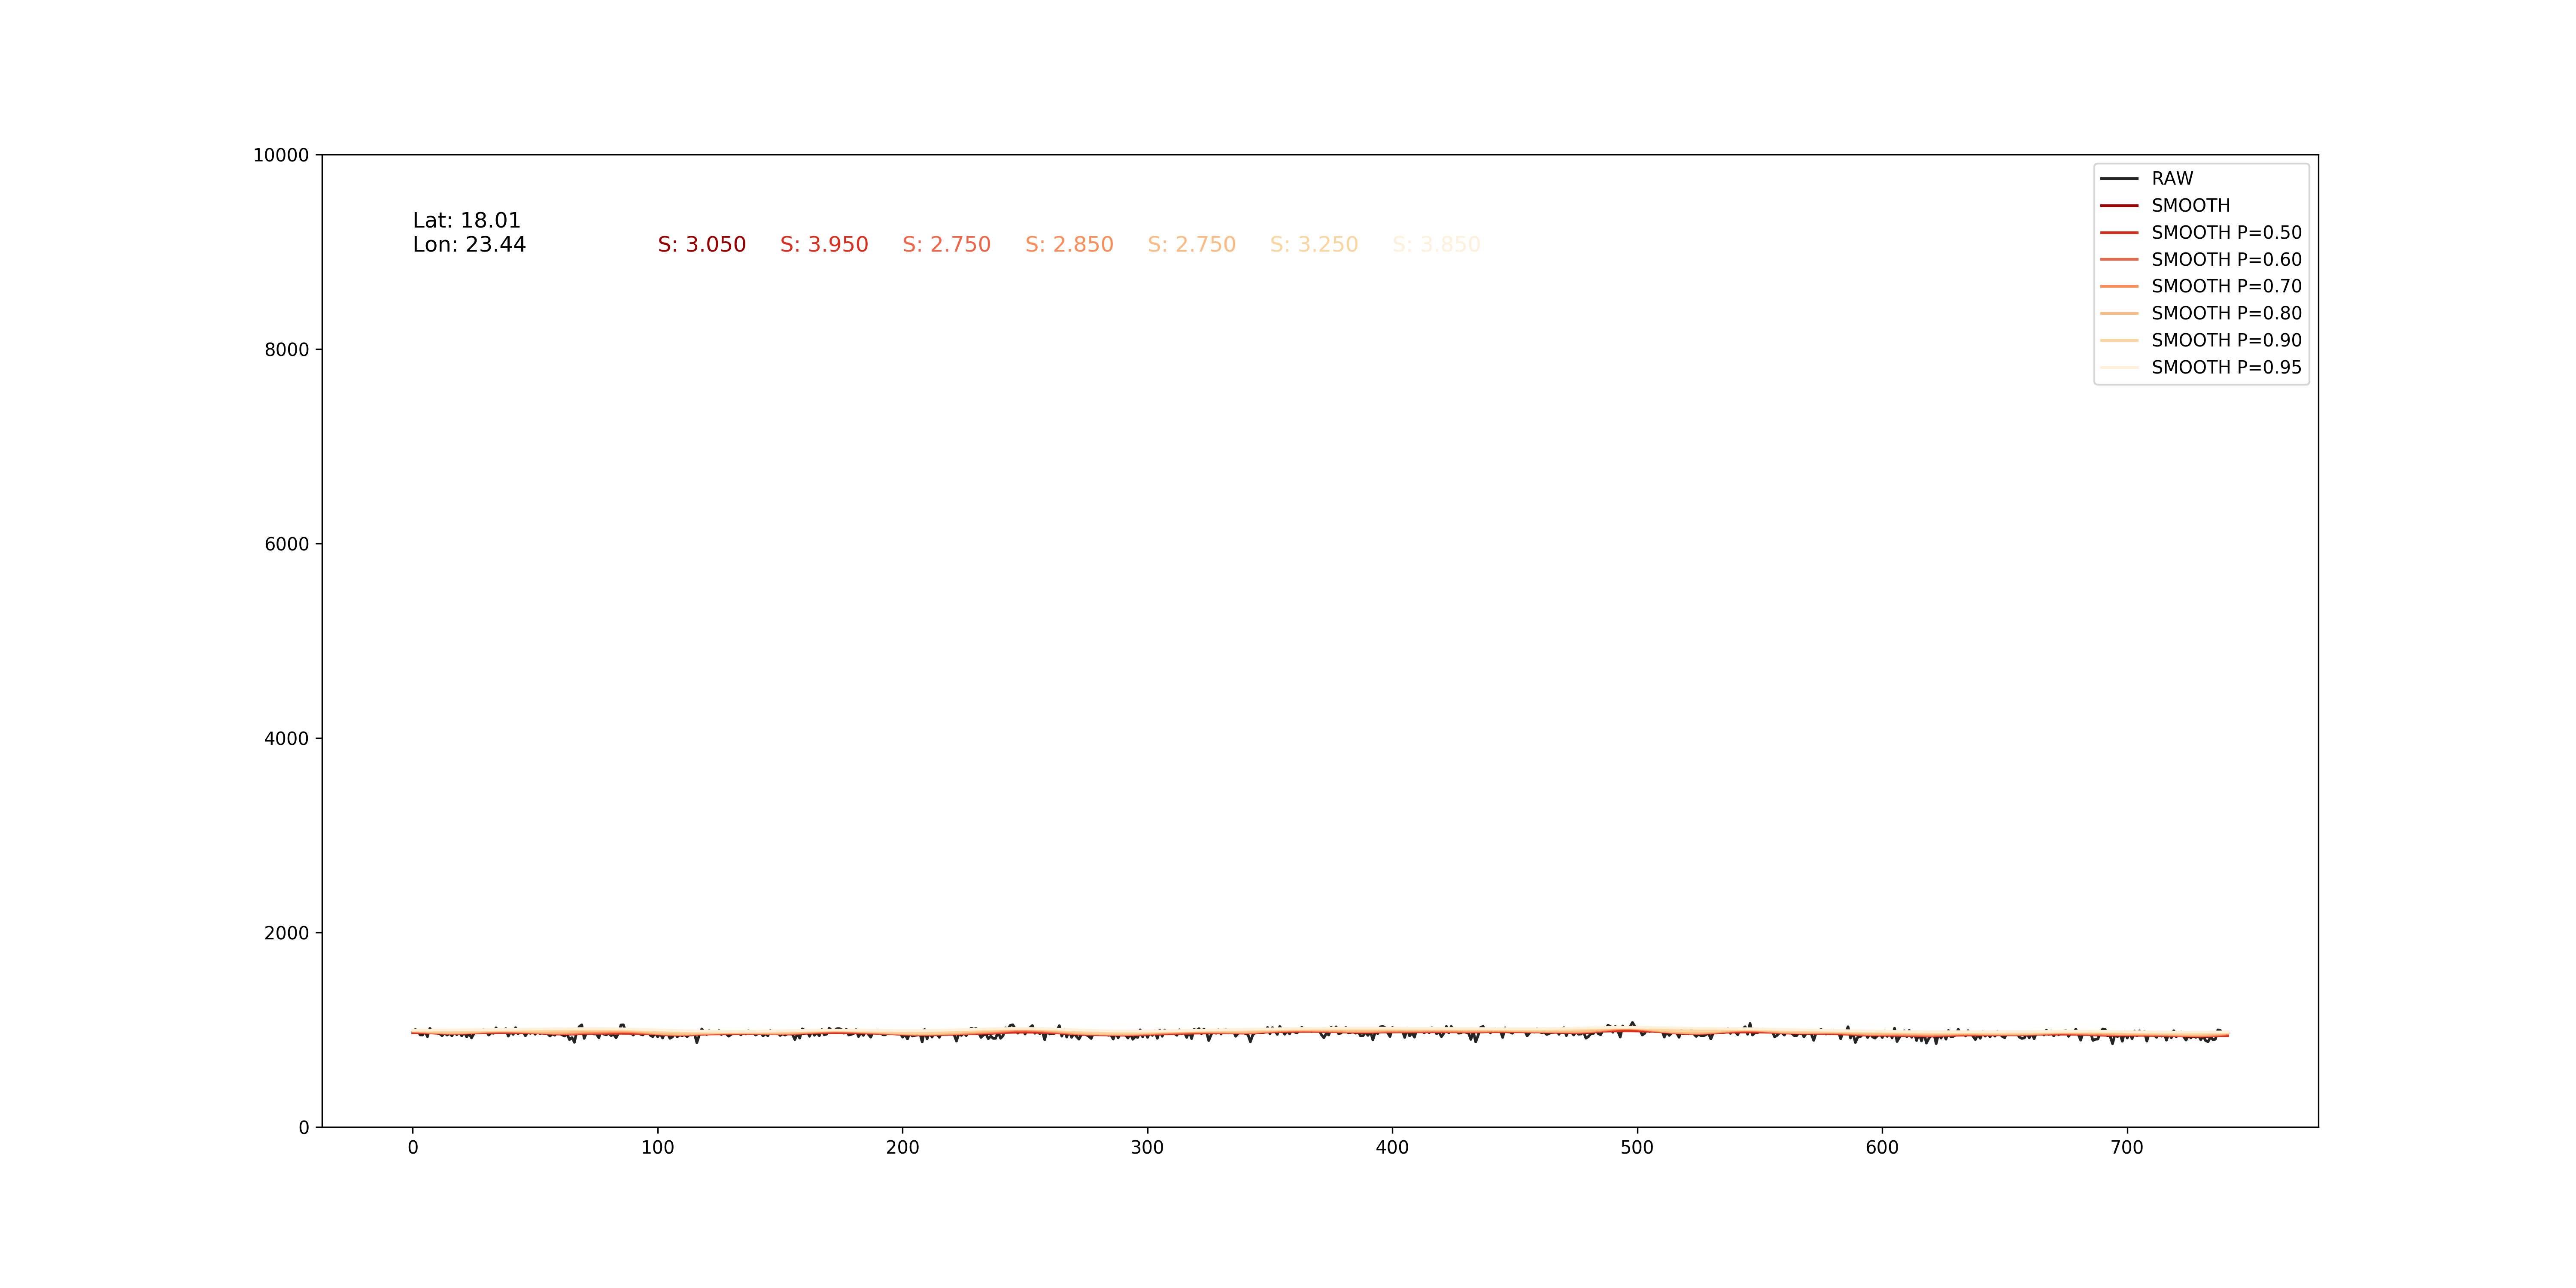 10000
8000
6000
4000
2000
0
Lat: 18.01
Lon: 23.44 S: 3.050 S: 3.950 S: 2.750 S: 2.850 S: 2.750 S: 3.250 S: 3.850
RAW
SMOOTH
SMOOTH P=0.50
SMOOTH P=0.60
SMOOTH P=0.70
SMOOTH P=0.80
SMOOTH P=0.90
SMOOTH P=0.95
0 100 200 300 400 500 600 700